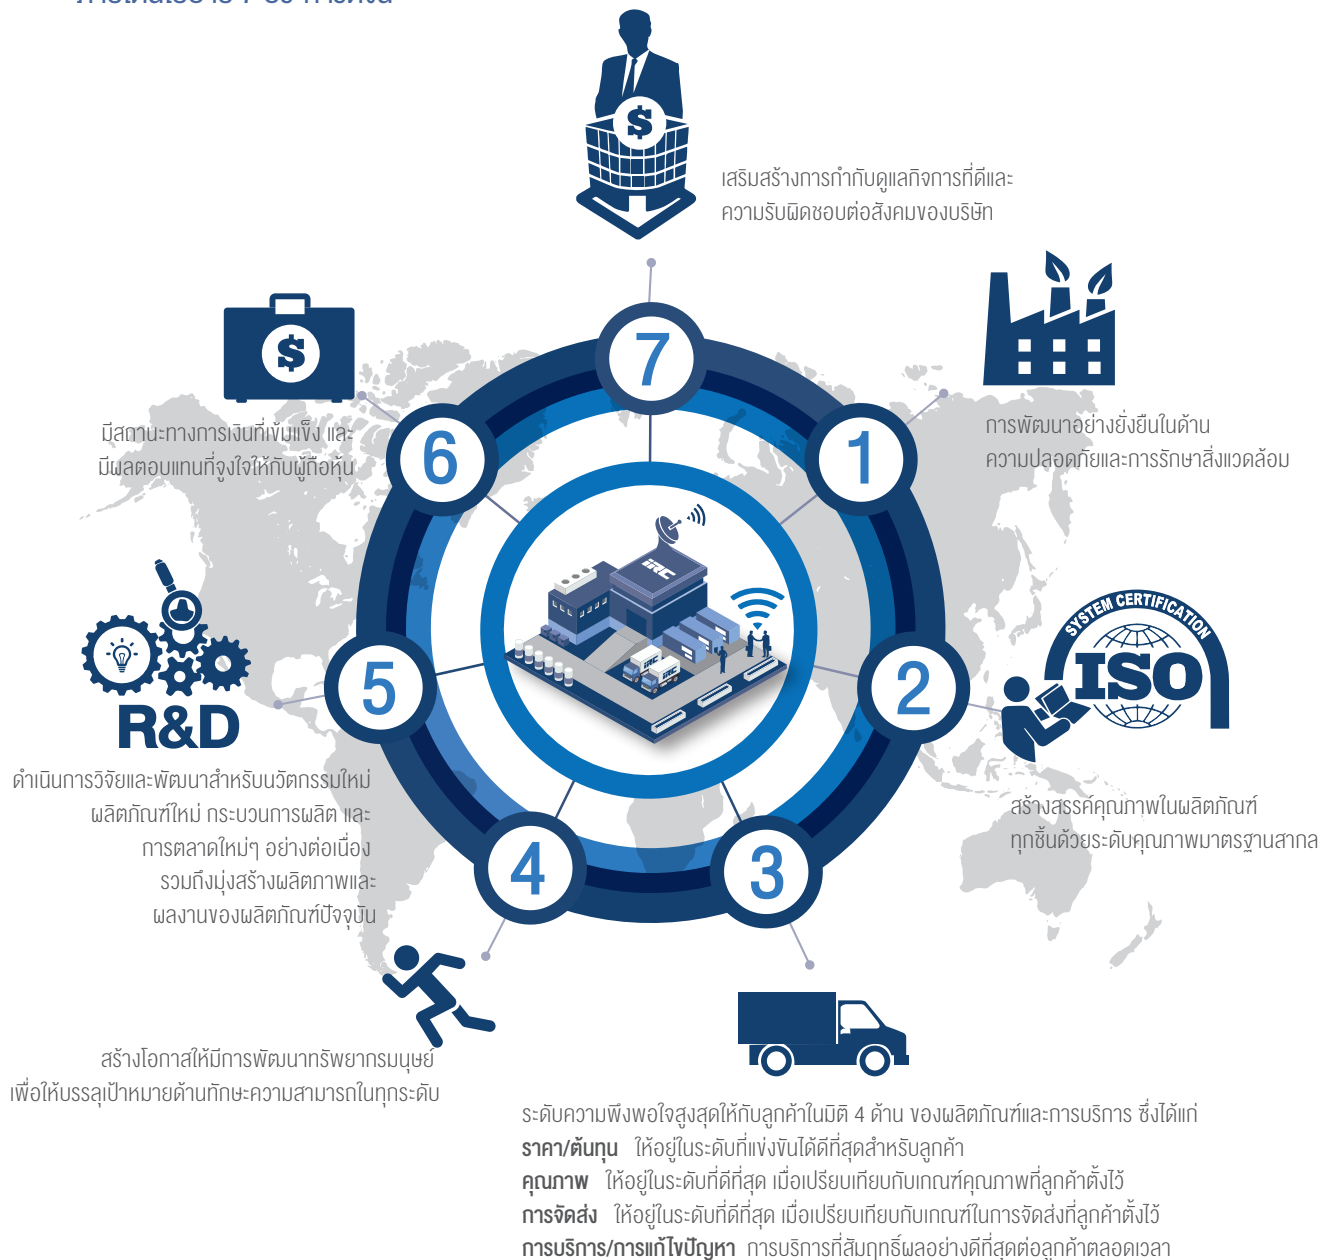 เสริมสร้างการกำกับดูแลกิจการที่ดีและ
ความรับผิดชอบต่อสังคมของบริษัท
7
1
การพัฒนาอย่างยั่งยืนในด้าน
ความปลอดภัยและการรักษาสิ่งแวดล้อม
6
มีสถานะทางการเงินที่เข้มแข็ง และ
มีผลตอบแทนที่จูงใจให้กับผู้ถือหุ้น
iRC
iRC
SYSTEM CERTIFICATION
ISO
2
สร้างสรรค์คุณภาพในผลิตภัณฑ์
ทุกชิ้นด้วยระดับคุณภาพมาตรฐานสากล
5
R&D
ดำเนินการวิจัยและพัฒนาสำหรับนวัตกรรมใหม่
ผลิตภัณฑ์ใหม่ กระบวนการผลิต และ
การตลาดใหม่ๆ อย่างต่อเนื่อง
รวมถึงมุ่งสร้างผลิตภาพและ
ผลงานของผลิตภัณฑ์ปัจจุบัน
4
สร้างโอกาสให้มีการพัฒนาทรัพยากรมนุษย์
เพื่อให้บรรลุเป้าหมายด้านทักษะความสามารถในทุกระดับ
3
ระดับความพึงพอใจสูงสุดให้กับลูกค้าในมิติ 4 ด้าน ของผลิตภัณฑ์และการบริการ ซึ่งได้แก่
ราคา/ต้นทุน ให้อยู่ในระดับที่แข่งขันได้ดีที่สุดสำหรับลูกค้า
คุณภาพ ให้อยู่ในระดับที่ดีที่สุด เมื่อเปรียบเทียบกับเกณฑ์คุณภาพที่ลูกค้าตั้งไว้
การจัดส่ง ให้อยู่ในระดับที่ดีที่สุด เมื่อเปรียบเทียบกับเกณฑ์ในการจัดส่งที่ลูกค้าตั้งไว้
การบริการ/การแก้ไขปัญหา การบริการที่สัมฤทธิ์ผลอย่างดีที่สุดต่อลูกค้าตลอดเวลา